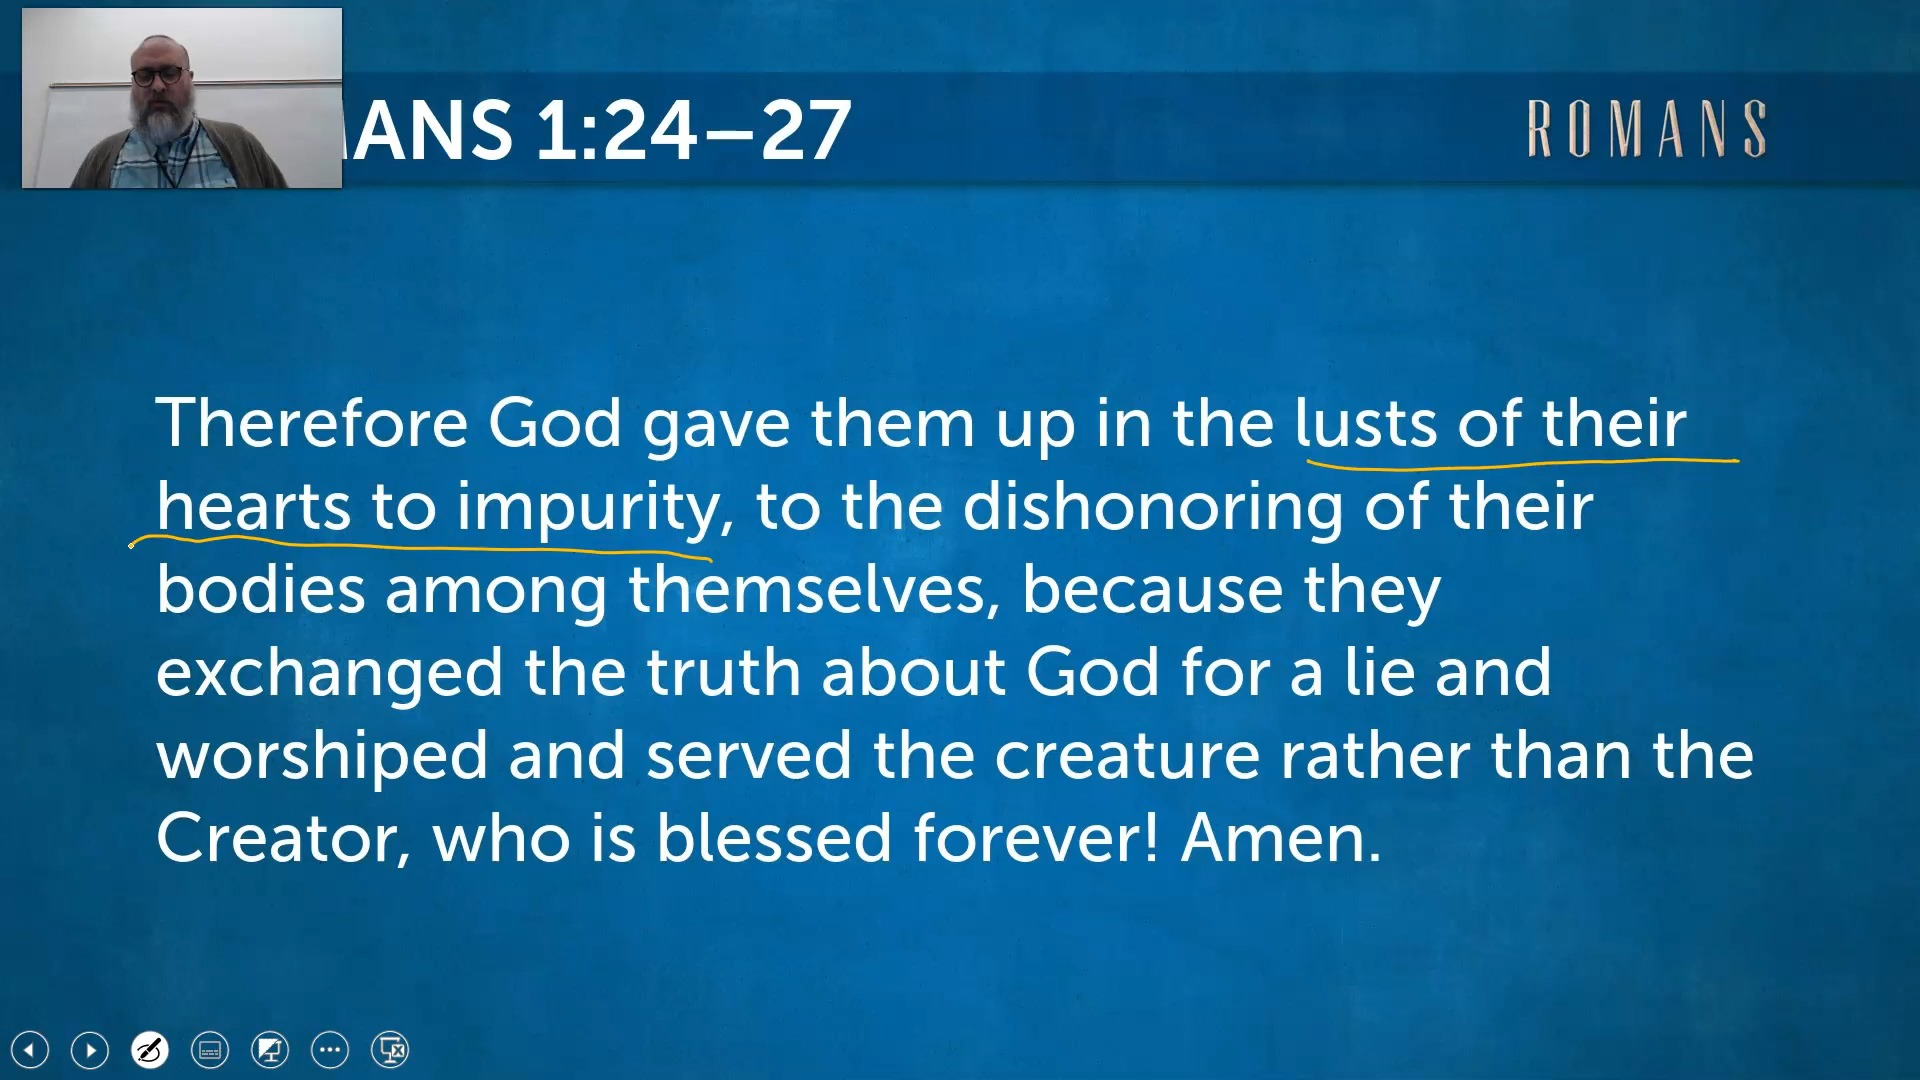 MANS 1:24–27
ROMANS
Therefore God gave them up in the lusts of their
hearts to impurity, to the dishonoring of their
bodies among themselves, because they
exchanged the truth about God for a lie and
worshiped and served the creature rather than the
Creator, who is blessed forever! Amen.